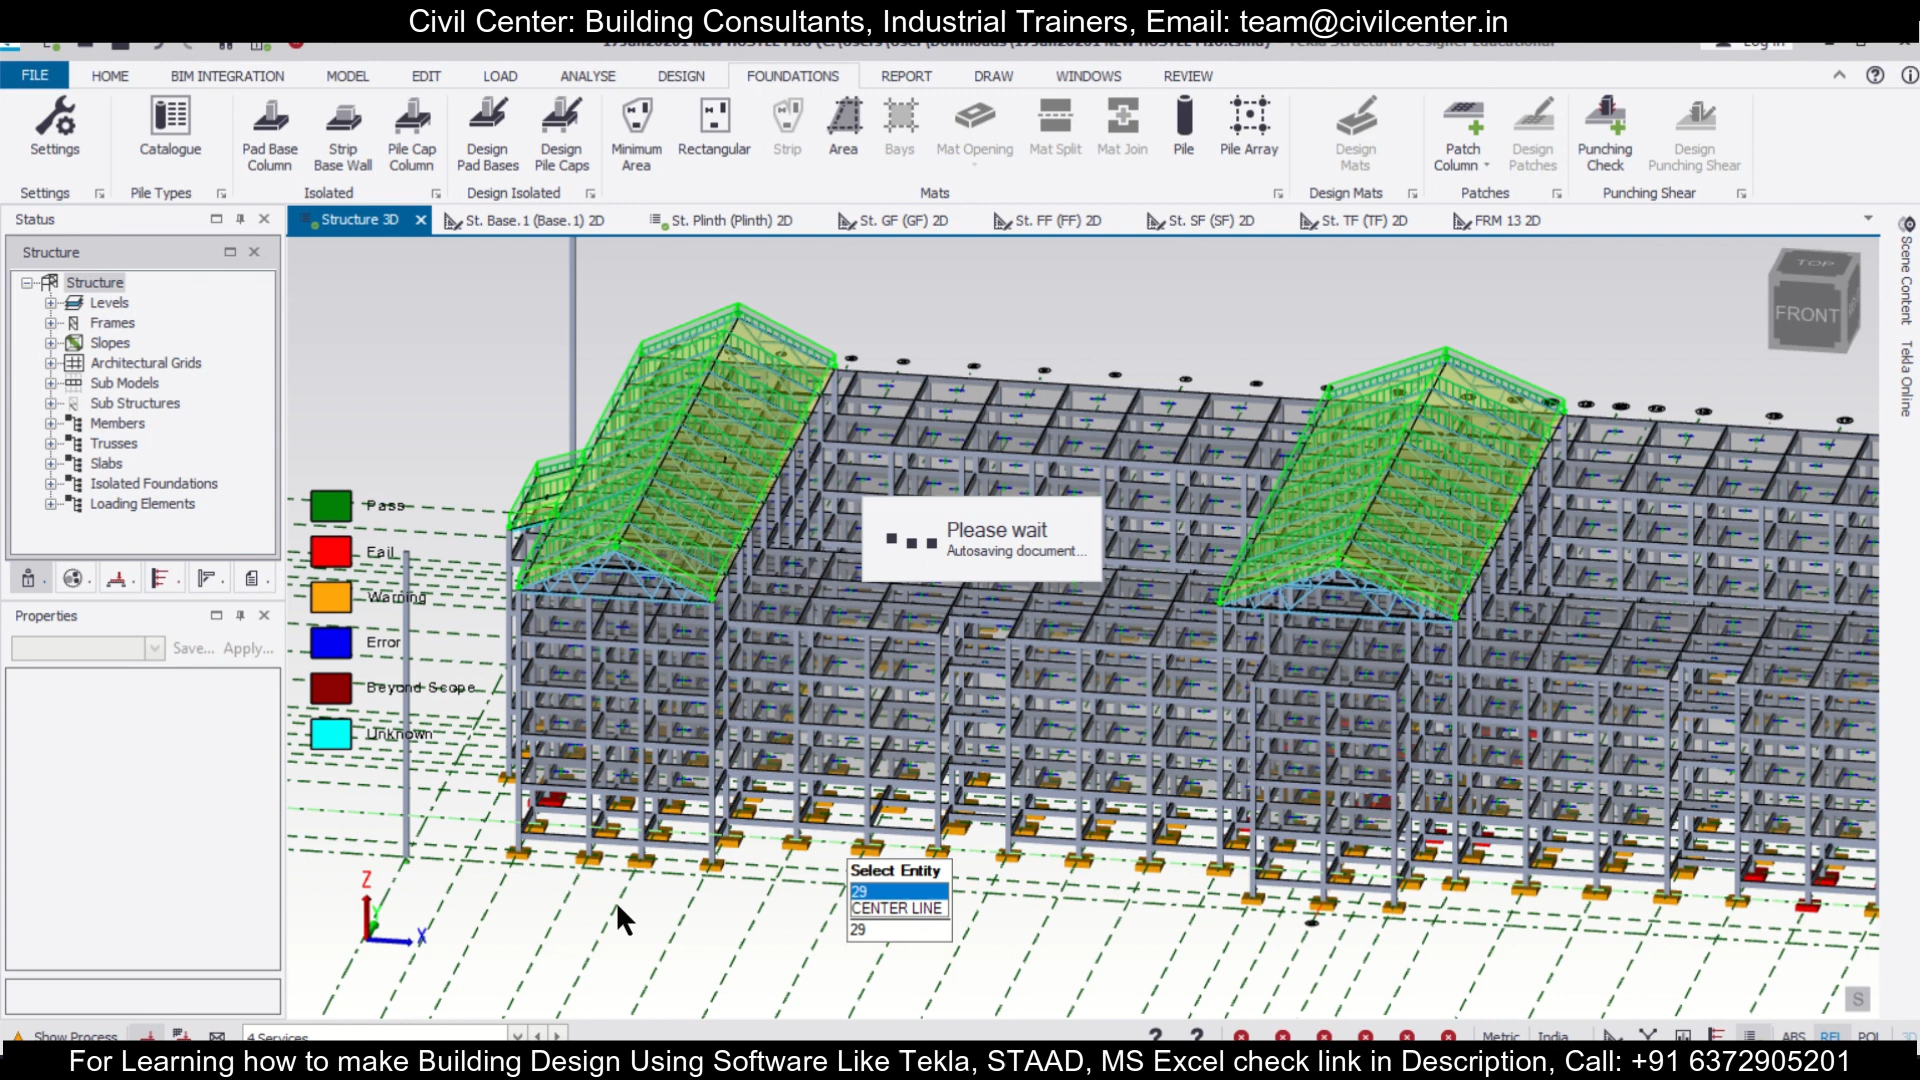 Civil Center: Building Consultants, Industrial Trainers, Email: team@civilcenter.in
Log in
FILE HOME BIM INTEGRATION MODEL EDIT LOAD ANALYSE DESIGN FOUNDATIONS REPORT DRAW WINDOWS REVIEW
Settings Catalogue Pad Base Column Strip Base Wall Pile Cap Column Design Pad Bases Design Pile Caps Minimum Area Rectangular Strip Area Bays Mat Opening Mat Split Mat Join Pile Pile Array Design Mats Patch Column Design Patches Punching Check Design Punching Shear
Settings Pile Types Isolated Design Isolated Mats Design Mats Patches Punching Shear
Status
Structure 3D St. Base.1 (Base.1) 2D St. Plinth (Plinth) 2D St. GF (GF) 2D St. FF (FF) 2D St. SF (SF) 2D St. TF (TF) 2D FRM 13 2D
Structure
Structure
Levels
Frames
Slopes
Architectural Grids
Sub Models
Sub Structures
Members
Trusses
Slabs
Isolated Foundations
Loading Elements
Properties
Save... Apply...
Pass
Fail
Warning
Error
Beyond Scope
Unknown
Please wait
Autosaving document...
Select Entity
29
CENTER LINE
29
Z
Y
X
TOP
FRONT
Scene Content
Tekla Online
S
Show Process 4 Services Metric India ABS REL POL 3D
For Learning how to make Building Design Using Software Like Tekla, STAAD, MS Excel check link in Description, Call: +91 6372905201